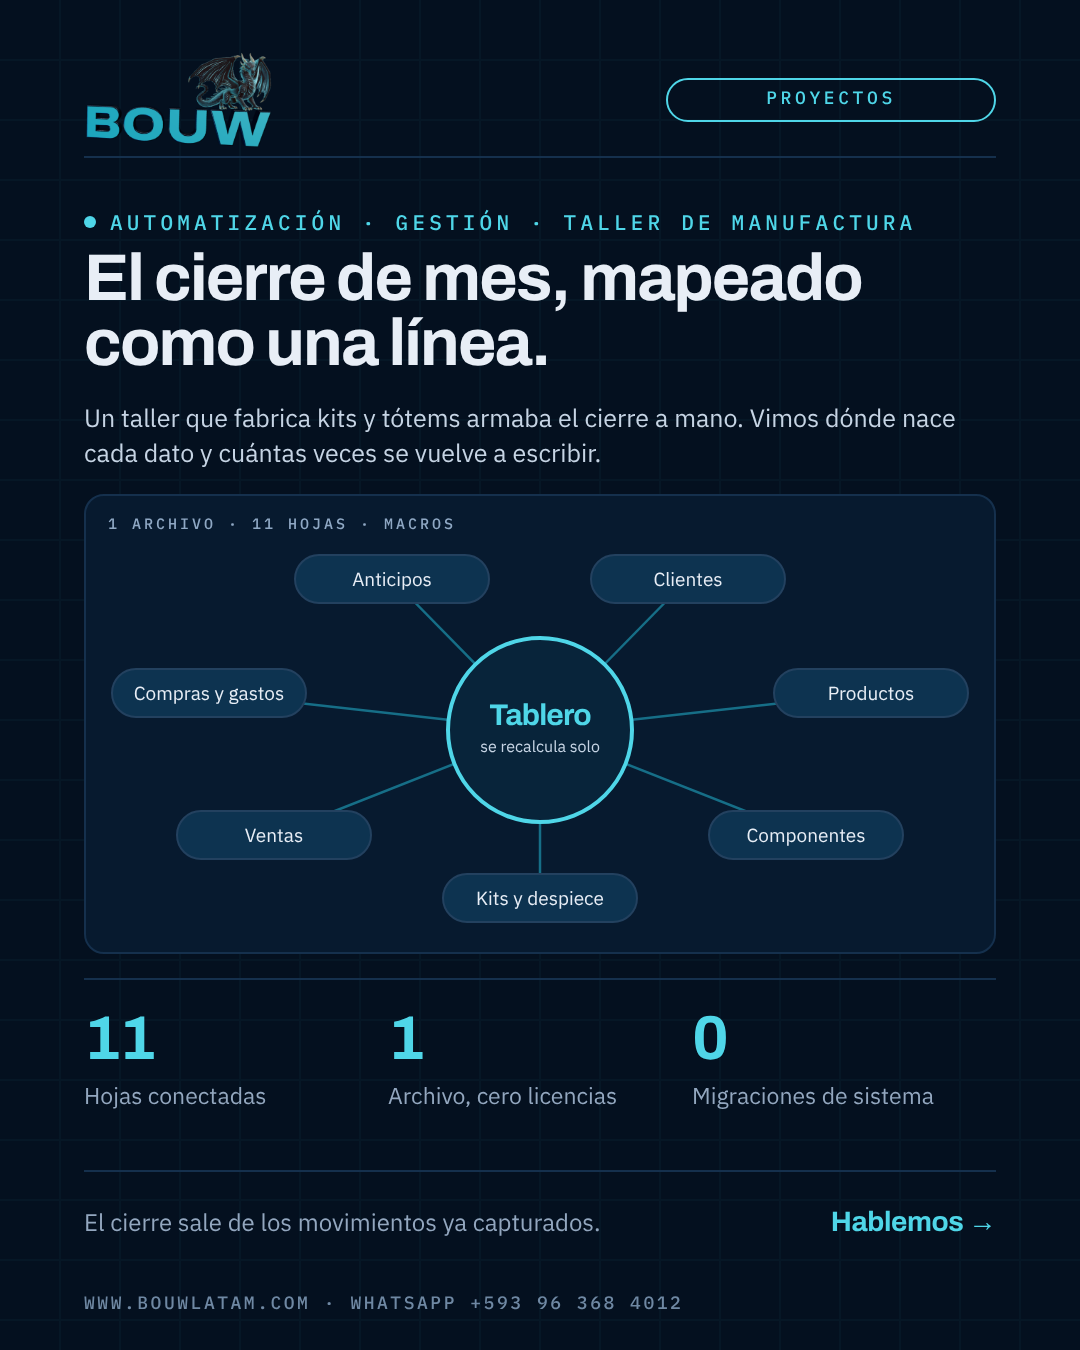 BOUW
PROYECTOS
AUTOMATIZACIÓN · GESTIÓN · TALLER DE MANUFACTURA
El cierre de mes, mapeado
como una línea.
Un taller que fabrica kits y tótems armaba el cierre a mano. Vimos dónde nace
cada dato y cuántas veces se vuelve a escribir.
1 ARCHIVO · 11 HOJAS · MACROS
Anticipos
Clientes
Compras y gastos
Productos
Tablero
se recalcula solo
Ventas
Componentes
Kits y despiece
11
Hojas conectadas
1
Archivo, cero licencias
0
Migraciones de sistema
El cierre sale de los movimientos ya capturados.
Hablemos →
WWW.BOUWLATAM.COM · WHATSAPP +593 96 368 4012